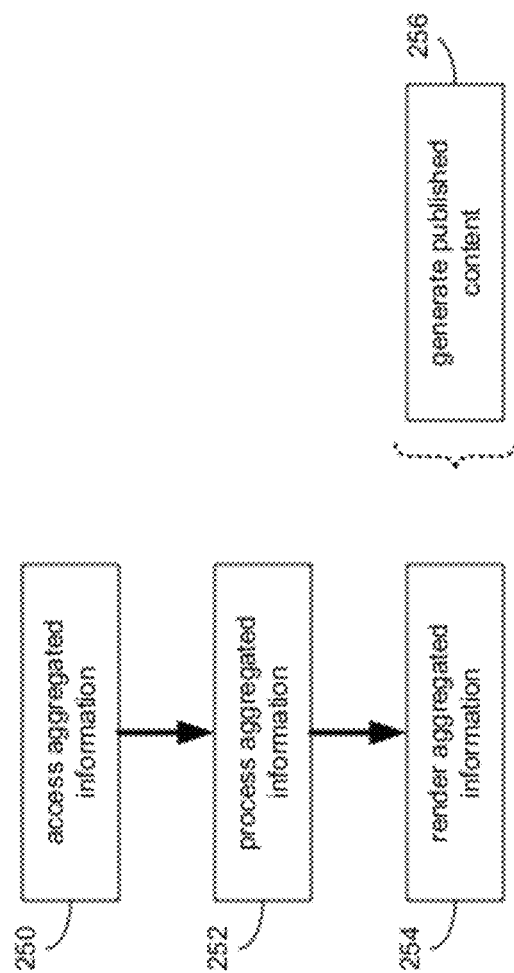 250
access aggregated
information
252
process aggregated
information
254
render aggregated
information
256
generate published
content